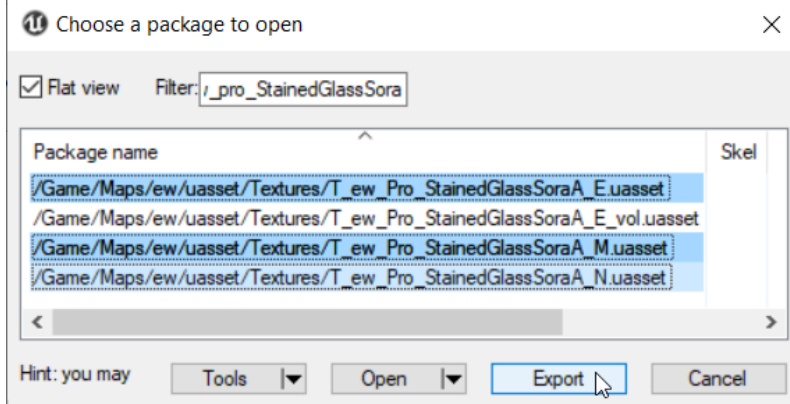 Choose a package to open
Flat view Filter: _pro_StainedGlassSora
Package name Skel
/Game/Maps/ew/uasset/Textures/T_ew_Pro_StainedGlassSoraA_E.uasset
/Game/Maps/ew/uasset/Textures/T_ew_Pro_StainedGlassSoraA_E_vol.uasset
/Game/Maps/ew/uasset/Textures/T_ew_Pro_StainedGlassSoraA_M.uasset
/Game/Maps/ew/uasset/Textures/T_ew_Pro_StainedGlassSoraA_N.uasset
Hint: you may Tools Open Export Cancel